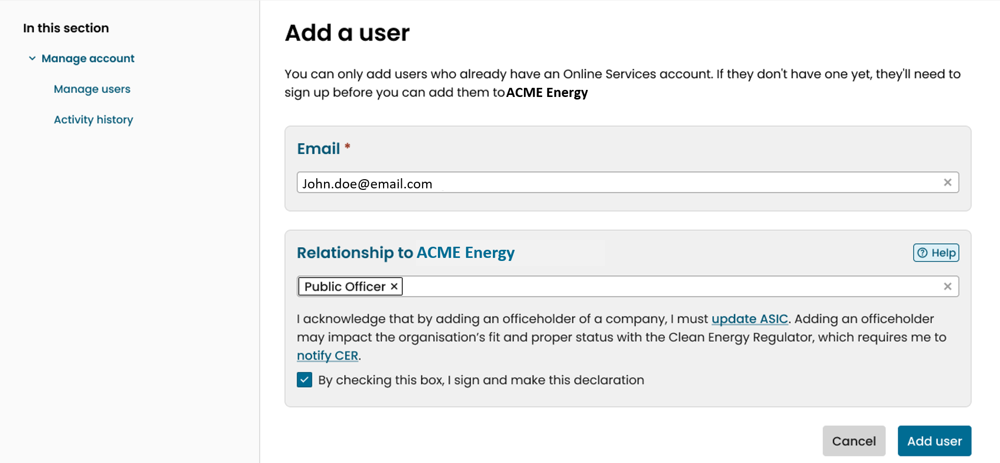 In this section
Manage account
Manage users
Activity history
Add a user
You can only add users who already have an Online Services account. If they don't have one yet, they'll need to
sign up before you can add them to ACME Energy
Email *
John.doe@email.com
Relationship to ACME Energy
Help
Public Officer
I acknowledge that by adding an officeholder of a company, I must update ASIC. Adding an officeholder
may impact the organisation’s fit and proper status with the Clean Energy Regulator, which requires me to
notify CER.
By checking this box, I sign and make this declaration
Cancel
Add user